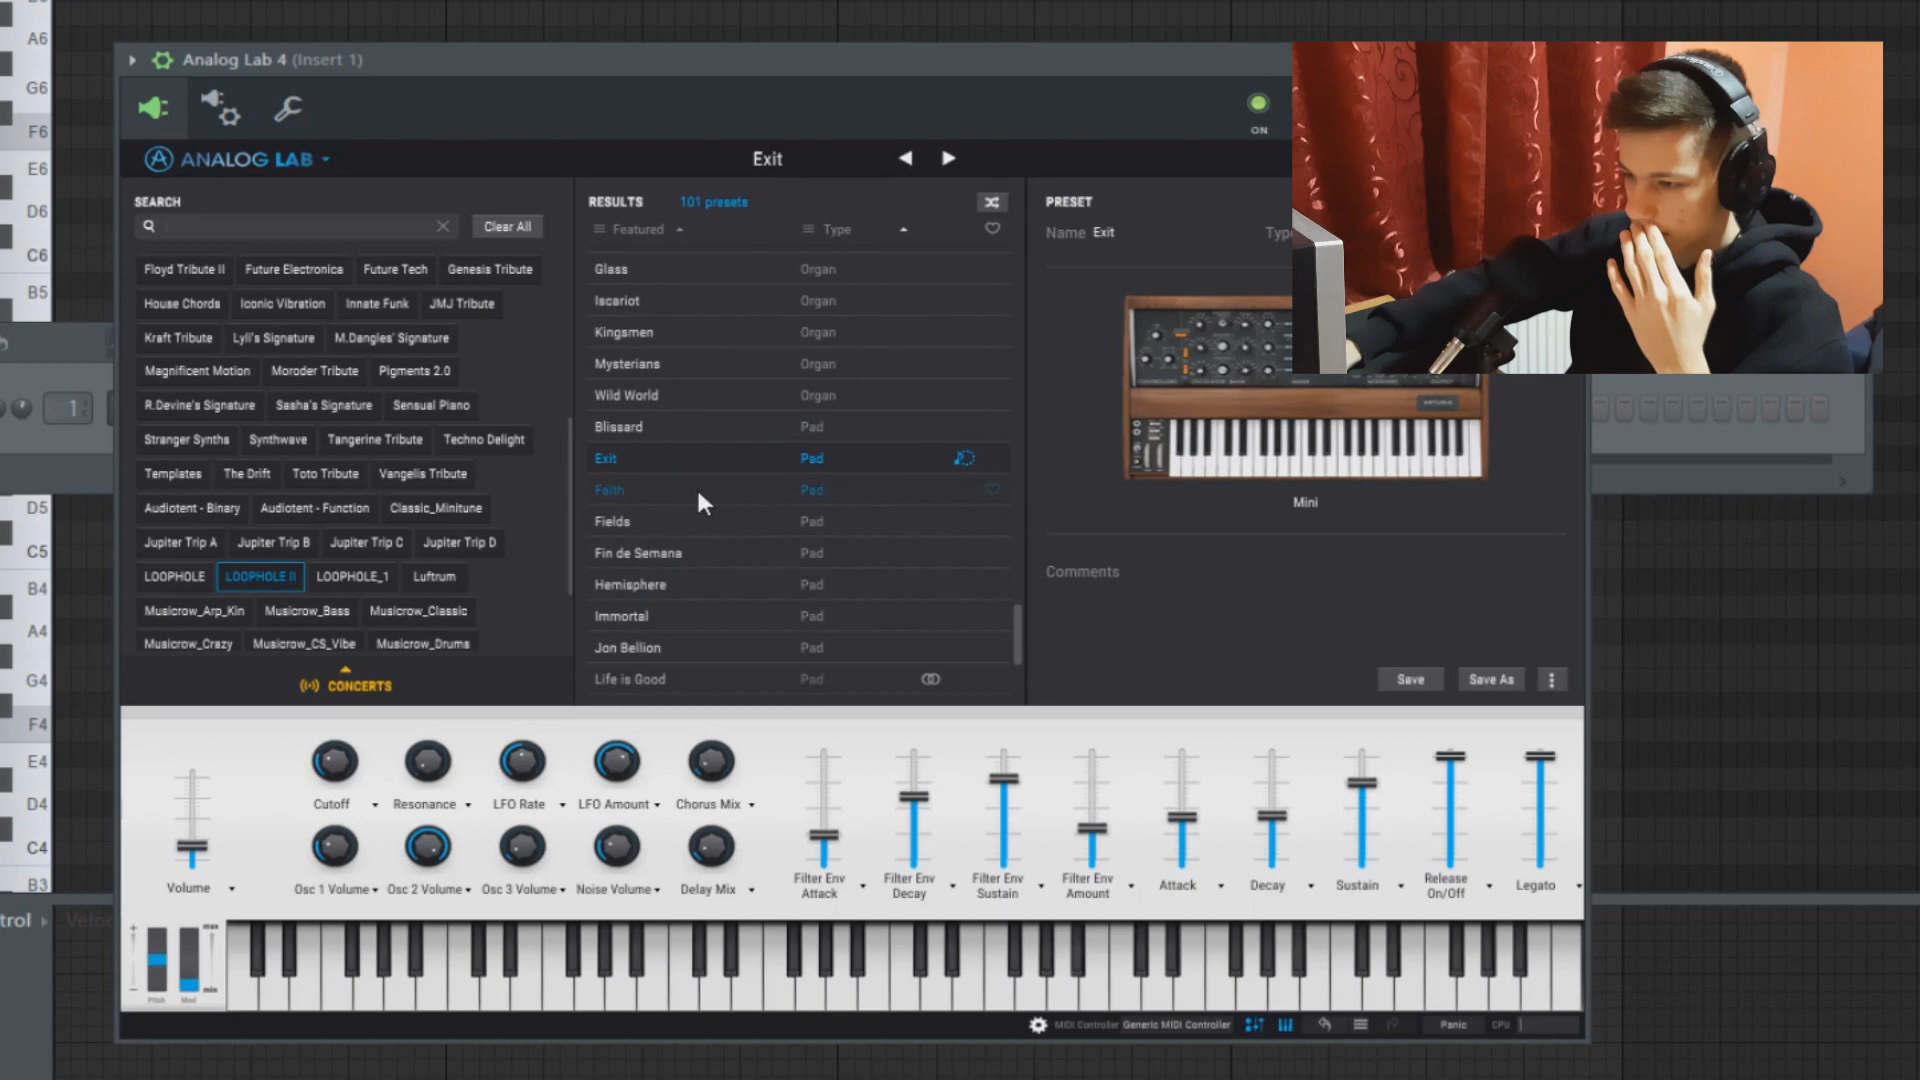 A6
G6
F6
E6
D6
C6
B5
D5
C5
B4
A4
G4
F4
E4
D4
C4
B3
1
trol
Velo
Analog Lab 4 (Insert 1)
ON
ANALOG LAB
Exit
SEARCH
Clear All
Floyd Tribute II Future Electronica Future Tech Genesis Tribute
House Chords Iconic Vibration Innate Funk JMJ Tribute
Kraft Tribute Lyli's Signature M.Dangles' Signature
Magnificent Motion Moroder Tribute Pigments 2.0
R.Devine's Signature Sasha's Signature Sensual Piano
Stranger Synths Synthwave Tangerine Tribute Techno Delight
Templates The Drift Toto Tribute Vangelis Tribute
Audiotent - Binary Audiotent - Function Classic_Minitune
Jupiter Trip A Jupiter Trip B Jupiter Trip C Jupiter Trip D
LOOPHOLE LOOPHOLE II LOOPHOLE_1 Luftrum
Musicrow_Arp_Kin Musicrow_Bass Musicrow_Classic
Musicrow_Crazy Musicrow_CS_Vibe Musicrow_Drums
CONCERTS
RESULTS 101 presets
Featured Type
Glass Organ
Iscariot Organ
Kingsmen Organ
Mysterians Organ
Wild World Organ
Blissard Pad
Exit Pad
Faith Pad
Fields Pad
Fin de Semana Pad
Hemisphere Pad
Immortal Pad
Jon Bellion Pad
Life is Good Pad
PRESET
Name Exit Type
Mini
Comments
Save Save As
Volume
Cutoff Resonance LFO Rate LFO Amount Chorus Mix
Osc 1 Volume Osc 2 Volume Osc 3 Volume Noise Volume Delay Mix
Filter Env Attack
Filter Env Decay
Filter Env Sustain
Filter Env Amount
Attack
Decay
Sustain
Release On/Off
Legato
max
min
Pitch Mod
MIDI Controller Generic MIDI Controller
Panic CPU